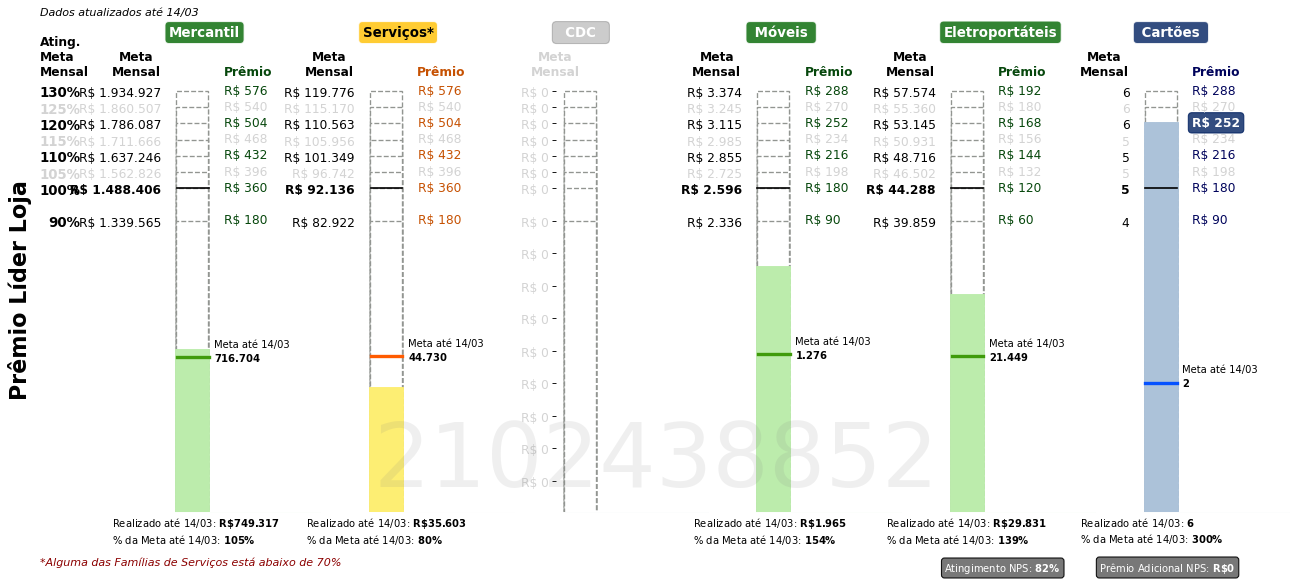 Dados atualizados até 14/03
Mercantil Serviços* CDC Móveis Eletroportáteis Cartões
Ating. Meta Mensal
Meta Mensal Prêmio Meta Mensal Prêmio Meta Mensal Meta Mensal Prêmio Meta Mensal Prêmio Meta Mensal Prêmio
130% R$ 1.934.927 R$ 576 R$ 119.776 R$ 576 R$ 0 R$ 3.374 R$ 288 R$ 57.574 R$ 192 6 R$ 288
125% R$ 1.860.507 R$ 540 R$ 115.170 R$ 540 R$ 0 R$ 3.245 R$ 270 R$ 55.360 R$ 180 6 R$ 270
120% R$ 1.786.087 R$ 504 R$ 110.563 R$ 504 R$ 0 R$ 3.115 R$ 252 R$ 53.145 R$ 168 6 R$ 252
115% R$ 1.711.666 R$ 468 R$ 105.956 R$ 468 R$ 0 R$ 2.985 R$ 234 R$ 50.931 R$ 156 5 R$ 234
110% R$ 1.637.246 R$ 432 R$ 101.349 R$ 432 R$ 0 R$ 2.855 R$ 216 R$ 48.716 R$ 144 5 R$ 216
105% R$ 1.562.826 R$ 396 R$ 96.742 R$ 396 R$ 0 R$ 2.725 R$ 198 R$ 46.502 R$ 132 5 R$ 198
100% R$ 1.488.406 R$ 360 R$ 92.136 R$ 360 R$ 0 R$ 2.596 R$ 180 R$ 44.288 R$ 120 5 R$ 180
90% R$ 1.339.565 R$ 180 R$ 82.922 R$ 180 R$ 0 R$ 2.336 R$ 90 R$ 39.859 R$ 60 4 R$ 90
R$ 0
R$ 0
R$ 0
R$ 0
R$ 0
R$ 0
R$ 0
R$ 0
Prêmio Líder Loja
Meta até 14/03 Meta até 14/03 Meta até 14/03 Meta até 14/03 Meta até 14/03
716.704 44.730 1.276 21.449 2
2102438852
Realizado até 14/03: R$749.317 Realizado até 14/03: R$35.603 Realizado até 14/03: R$1.965 Realizado até 14/03: R$29.831 Realizado até 14/03: 6
% da Meta até 14/03: 105% % da Meta até 14/03: 80% % da Meta até 14/03: 154% % da Meta até 14/03: 139% % da Meta até 14/03: 300%
*Alguma das Famílias de Serviços está abaixo de 70%
Atingimento NPS: 82% Prêmio Adicional NPS: R$0